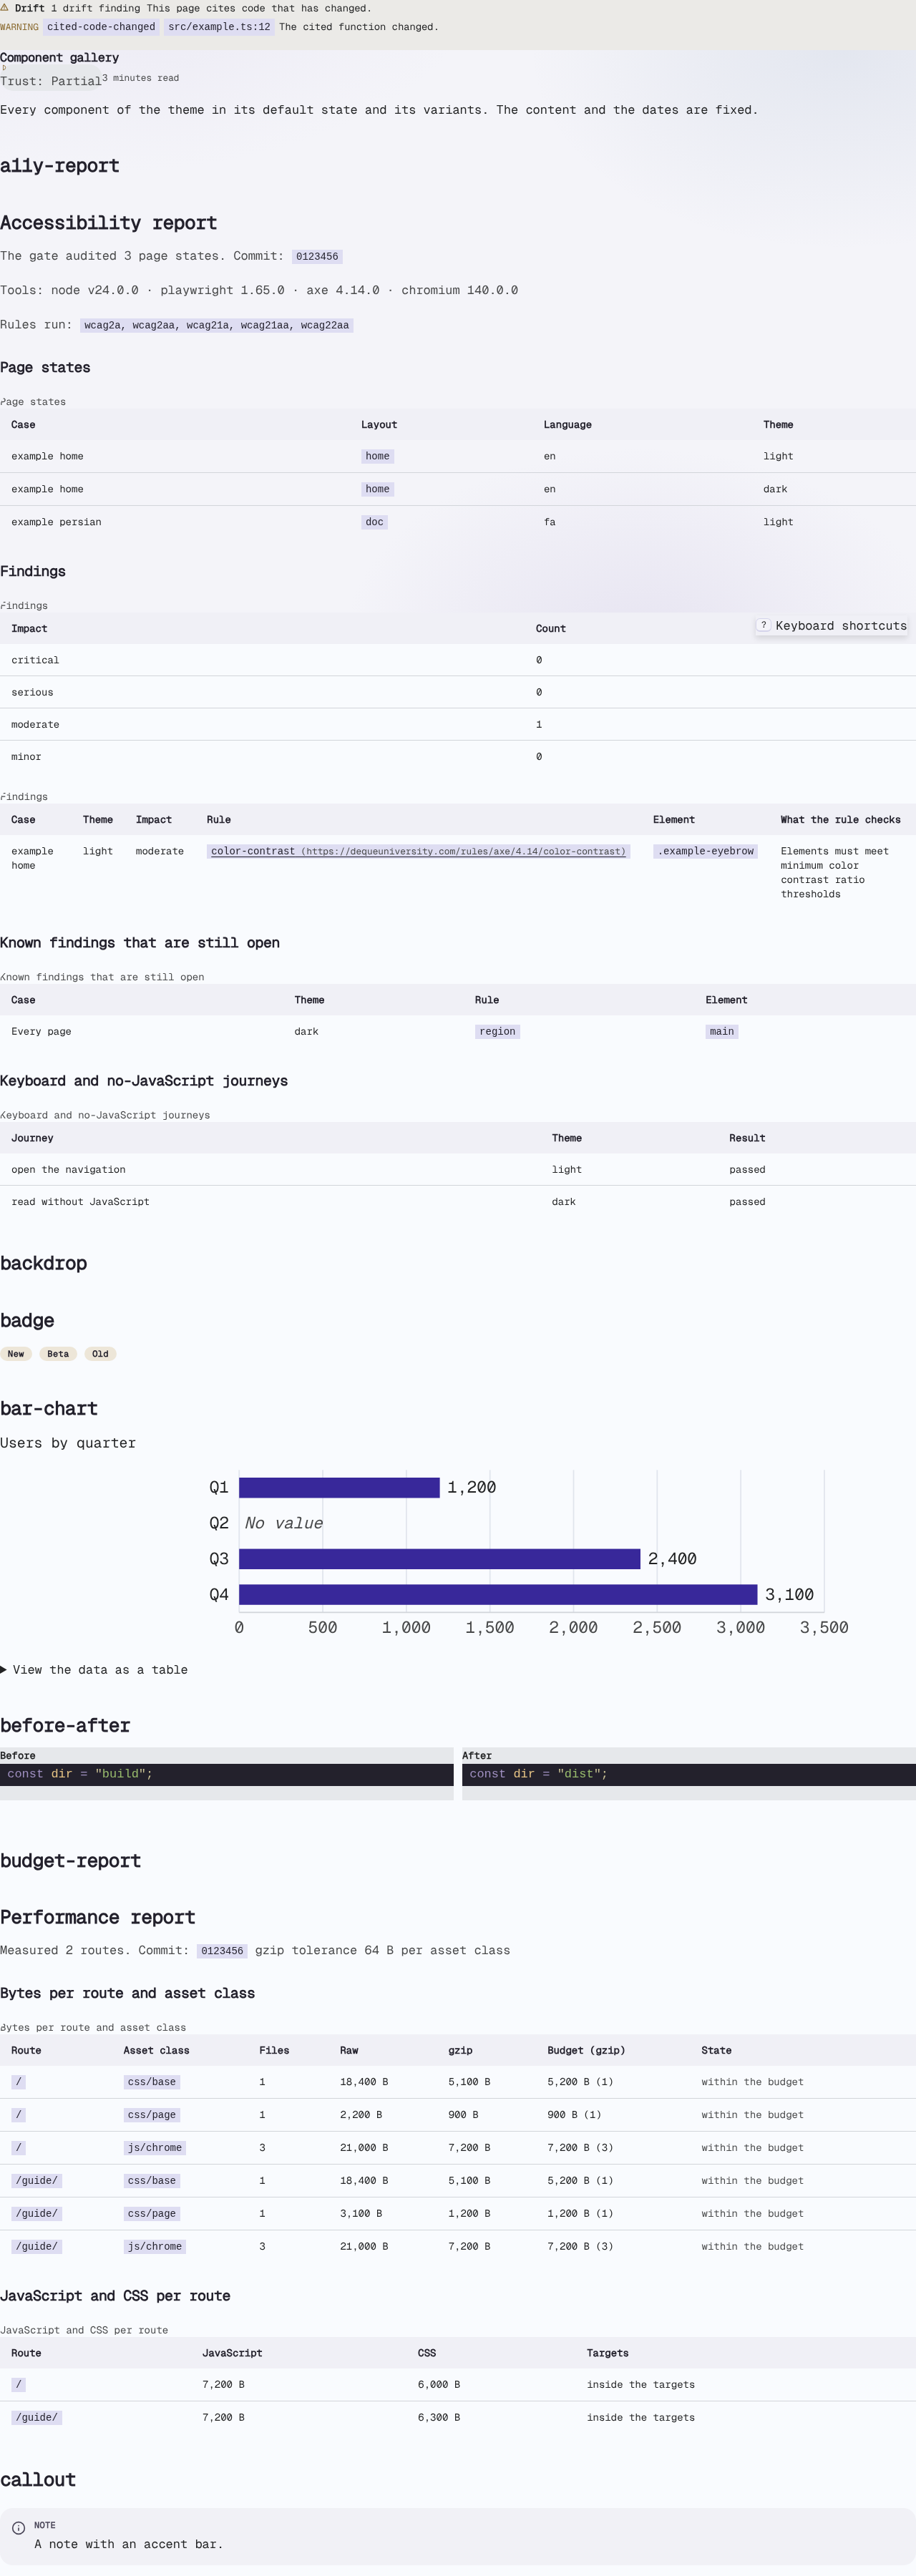 Drift 1 drift finding This page cites code that has changed.
WARNING cited-code-changed src/example.ts:12 The cited function changed.
Component gallery
Trust: Partial 3 minutes read
Every component of the theme in its default state and its variants. The content and the dates are fixed.
a11y-report
Accessibility report
The gate audited 3 page states. Commit: 0123456
Tools: node v24.0.0 · playwright 1.65.0 · axe 4.14.0 · chromium 140.0.0
Rules run: wcag2a, wcag2aa, wcag21a, wcag21aa, wcag22aa
Page states
Page states
Case Layout Language Theme
example home home en light
example home home en dark
example persian doc fa light
Findings
Findings
Impact Count
? Keyboard shortcuts
critical 0
serious 0
moderate 1
minor 0
Findings
Case Theme Impact Rule Element What the rule checks
example home light moderate color-contrast (https://dequeuniversity.com/rules/axe/4.14/color-contrast) .example-eyebrow Elements must meet
minimum color
contrast ratio
thresholds
Known findings that are still open
Known findings that are still open
Case Theme Rule Element
Every page dark region main
Keyboard and no-JavaScript journeys
Keyboard and no-JavaScript journeys
Journey Theme Result
open the navigation light passed
read without JavaScript dark passed
backdrop
badge
New Beta Old
bar-chart
Users by quarter
Q1 1,200
Q2 No value
Q3 2,400
Q4 3,100
0 500 1,000 1,500 2,000 2,500 3,000 3,500
View the data as a table
before-after
Before
const dir = "build";
After
const dir = "dist";
budget-report
Performance report
Measured 2 routes. Commit: 0123456 gzip tolerance 64 B per asset class
Bytes per route and asset class
Bytes per route and asset class
Route Asset class Files Raw gzip Budget (gzip) State
/ css/base 1 18,400 B 5,100 B 5,200 B (1) within the budget
/ css/page 1 2,200 B 900 B 900 B (1) within the budget
/ js/chrome 3 21,000 B 7,200 B 7,200 B (3) within the budget
/guide/ css/base 1 18,400 B 5,100 B 5,200 B (1) within the budget
/guide/ css/page 1 3,100 B 1,200 B 1,200 B (1) within the budget
/guide/ js/chrome 3 21,000 B 7,200 B 7,200 B (3) within the budget
JavaScript and CSS per route
JavaScript and CSS per route
Route JavaScript CSS Targets
/ 7,200 B 6,000 B inside the targets
/guide/ 7,200 B 6,300 B inside the targets
callout
NOTE
A note with an accent bar.